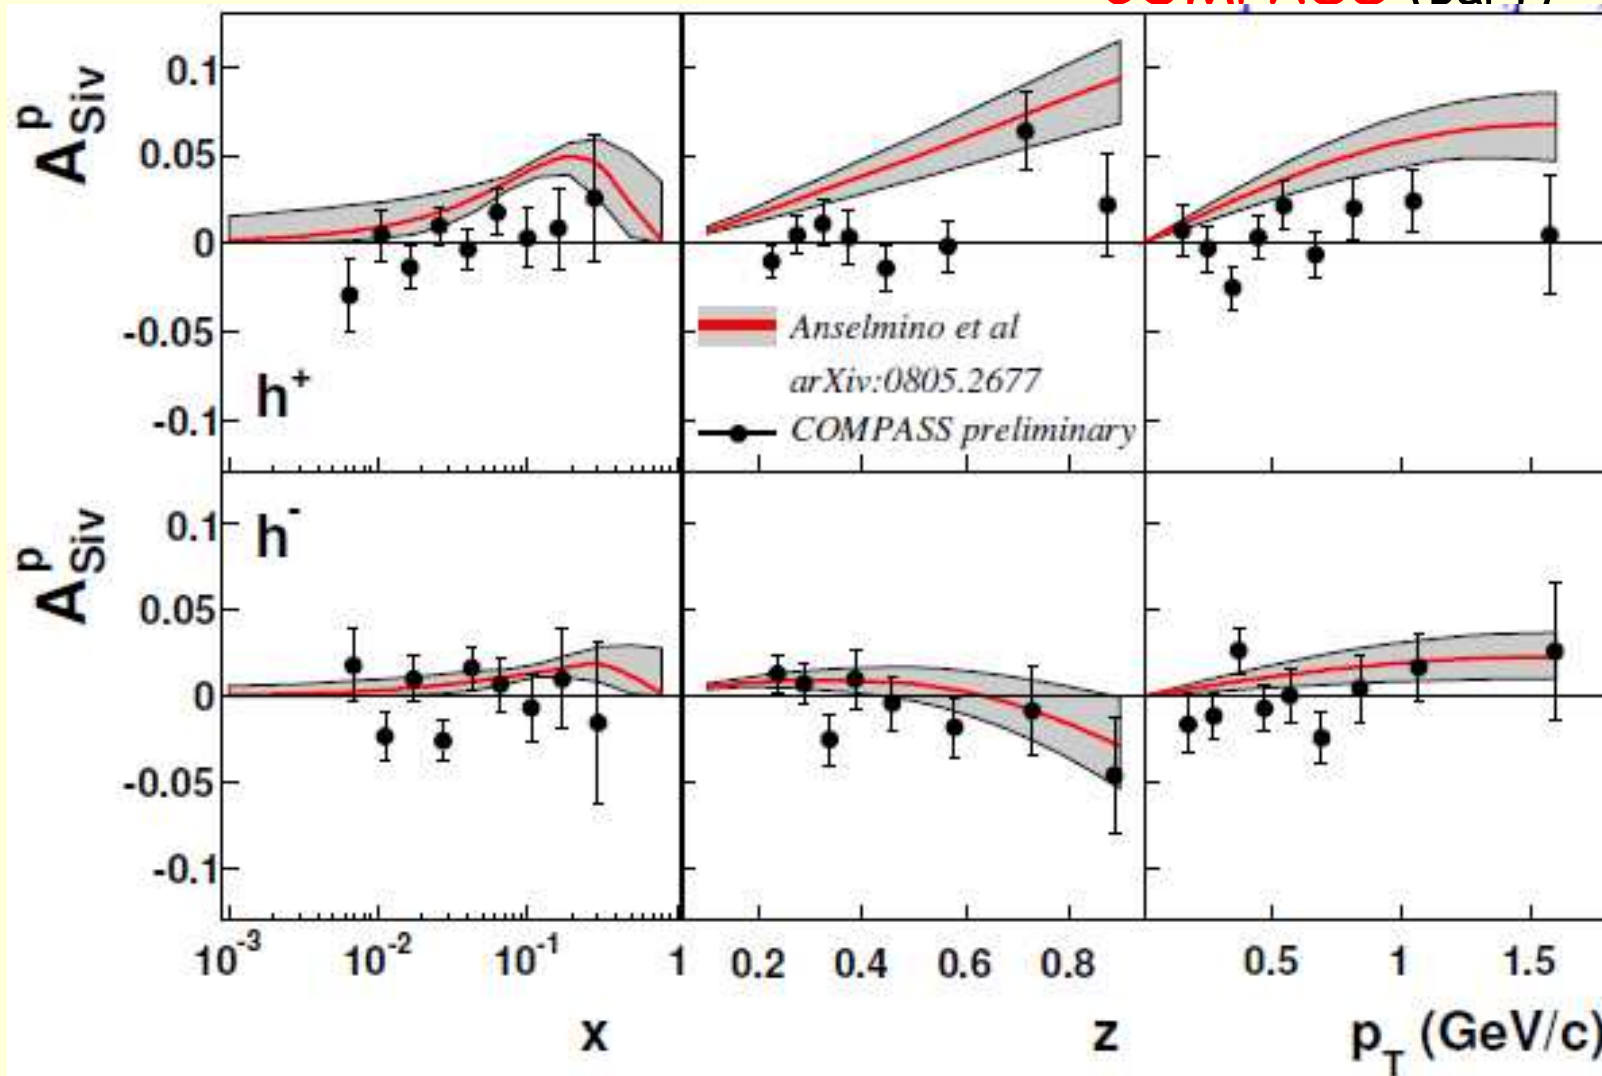 COMPASS
A^p_Siv
0.1
0.05
0
-0.05
-0.1
h⁺
Anselmino et al
arXiv:0805.2677
COMPASS preliminary
A^p_Siv
0.1
0.05
0
-0.05
-0.1
h⁻
10⁻³ 10⁻² 10⁻¹ 1 0.2 0.4 0.6 0.8 0.5 1 1.5
x z p_T (GeV/c)